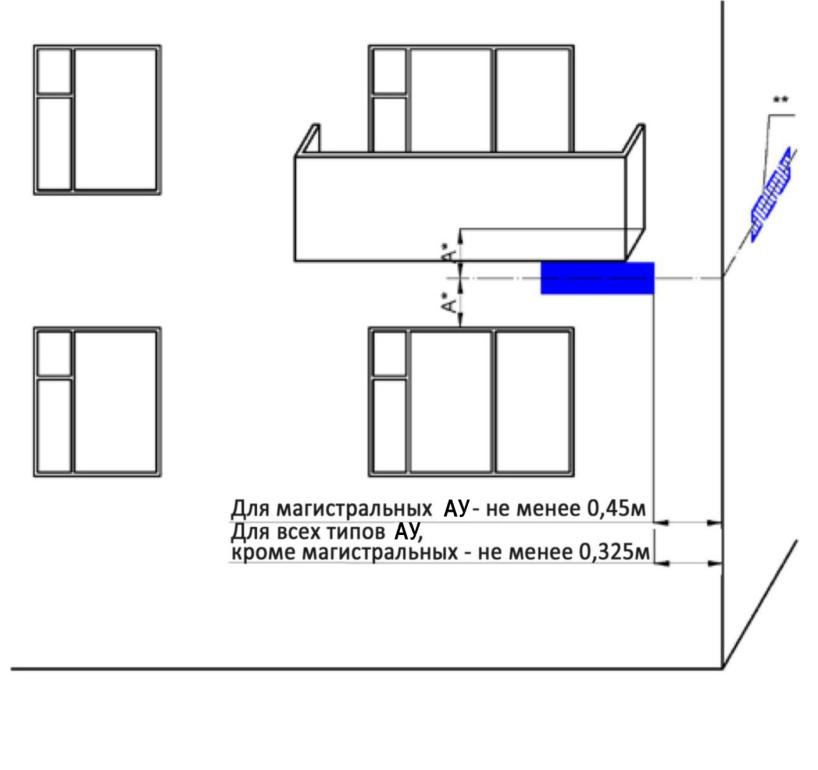 **
А*
А*
Для магистральных АУ - не менее 0,45м
Для всех типов АУ,
кроме магистральных - не менее 0,325м